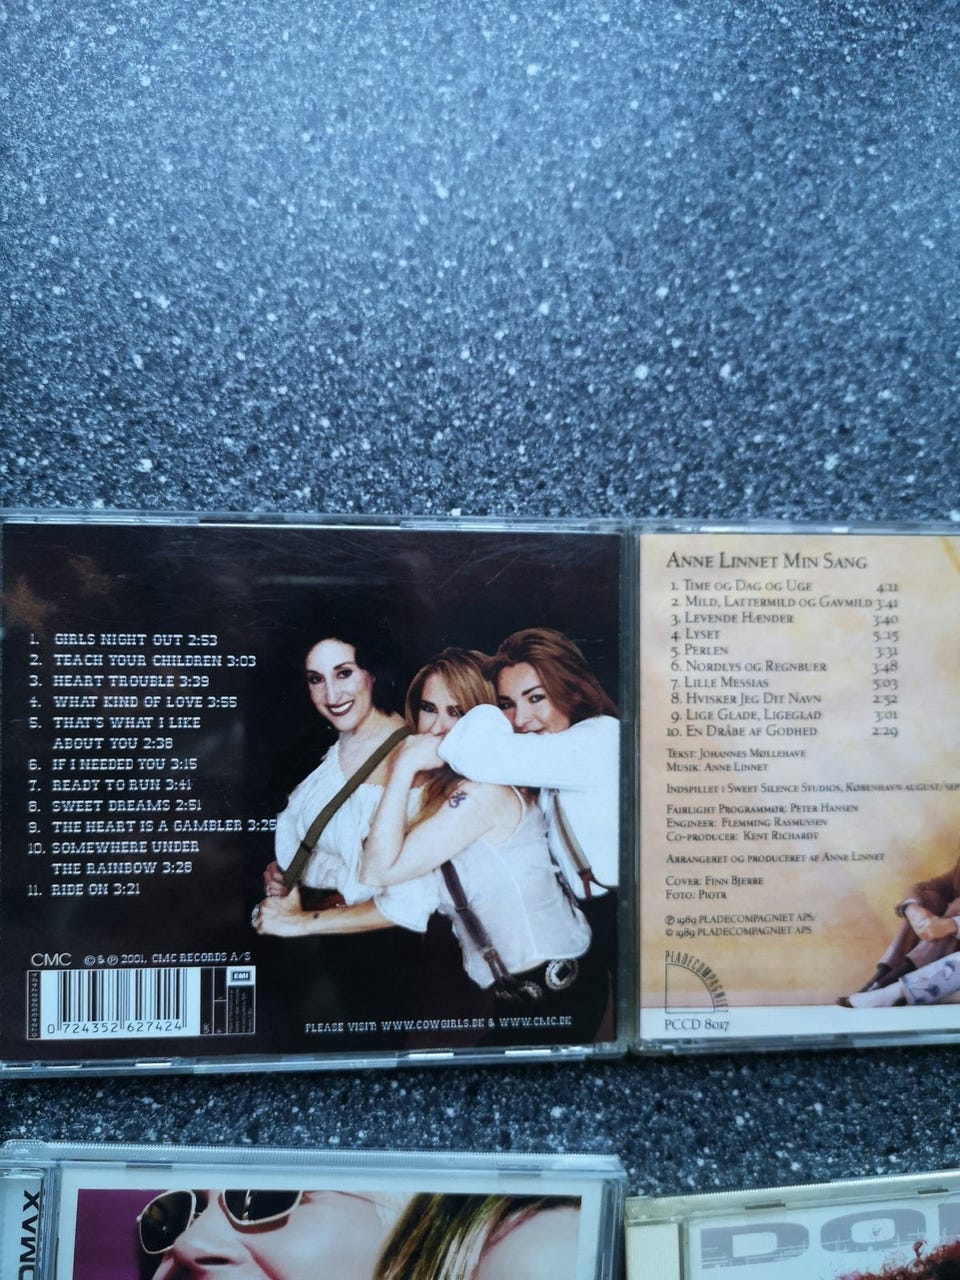 1. GIRLS NIGHT OUT 2:53
2. TEACH YOUR CHILDREN 3:03
3. HEART TROUBLE 3:39
4. WHAT KIND OF LOVE 3:55
5. THAT'S WHAT I LIKE
ABOUT YOU 2:38
6. IF I NEEDED YOU 3:15
7. READY TO RUN 3:41
8. SWEET DREAMS 2:51
9. THE HEART IS A GAMBLER 3:25
10. SOMEWHERE UNDER
THE RAINBOW 3:28
11. RIDE ON 3:21
CMC © & ℗ 2001. CMC RECORDS A/S
EMI
0724352627424
0 724352 627424
UK
PLEASE VISIT: WWW.COWGIRLS.DK & WWW.CMC.DK
ANNE LINNET MIN SANG
1. TIME OG DAG OG UGE 4:11
2. MILD, LATTERMILD OG GAVMILD 3:41
3. LEVENDE HÆNDER 3:40
4. LYSET 5:15
5. PERLEN 3:31
6. NORDLYS OG REGNBUER 3:48
7. LILLE MESSIAS 5:03
8. HVISKER JEG DIT NAVN 2:52
9. LIGE GLADE, LIGEGLAD 3:01
10. EN DRÅBE AF GODHED 2:29
TEKST: JOHANNES MØLLEHAVE
MUSIK: ANNE LINNET
INDSPILLET I SWEET SILENCE STUDIOS, KØBENHAVN AUGUST/SEP
FAIRLIGHT PROGRAMMØR: PETER HANSEN
ENGINEER: FLEMMING RASMUSSEN
CO-PRODUCER: KENT RICHARDT
ARRANGERET OG PRODUCERET AF ANNE LINNET
COVER: FINN BJERRE
FOTO: PIOTR
℗ 1989 PLADECOMPAGNIET APS/
© 1989 PLADECOMPAGNIET APS
PLADECOMPAGNIET
PCCD 8017
DMAX